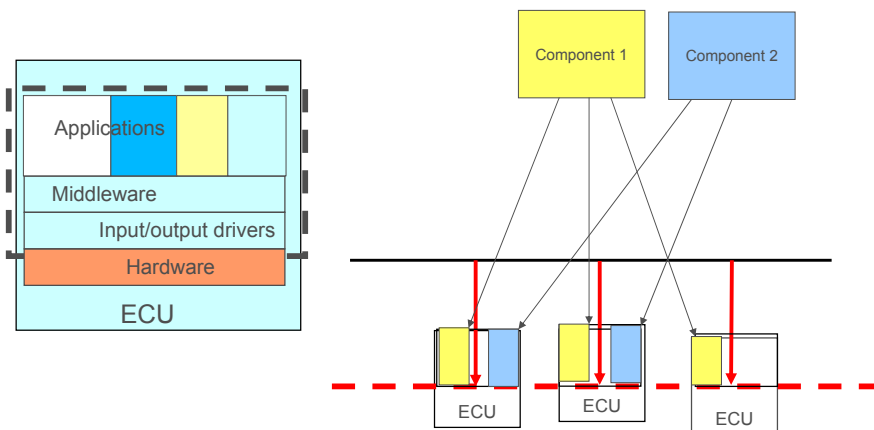 Component 1
Component 2
Applications
Middleware
Input/output drivers
Hardware
ECU
ECU
ECU
ECU